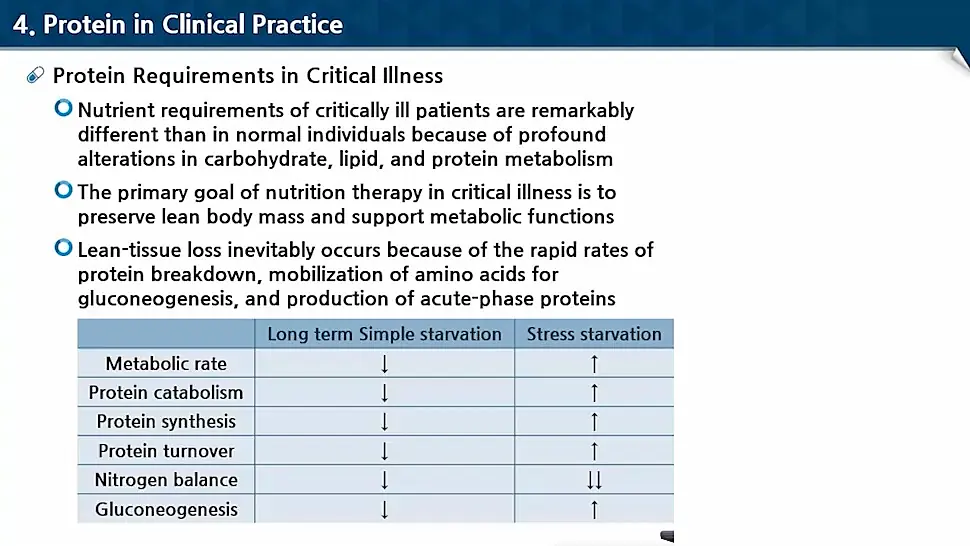 4. Protein in Clinical Practice
Protein Requirements in Critical Illness
Nutrient requirements of critically ill patients are remarkably
different than in normal individuals because of profound
alterations in carbohydrate, lipid, and protein metabolism
The primary goal of nutrition therapy in critical illness is to
preserve lean body mass and support metabolic functions
Lean-tissue loss inevitably occurs because of the rapid rates of
protein breakdown, mobilization of amino acids for
gluconeogenesis, and production of acute-phase proteins
Long term Simple starvation Stress starvation
Metabolic rate ↓ ↑
Protein catabolism ↓ ↑
Protein synthesis ↓ ↑
Protein turnover ↓ ↑
Nitrogen balance ↓ ↓↓
Gluconeogenesis ↓ ↑